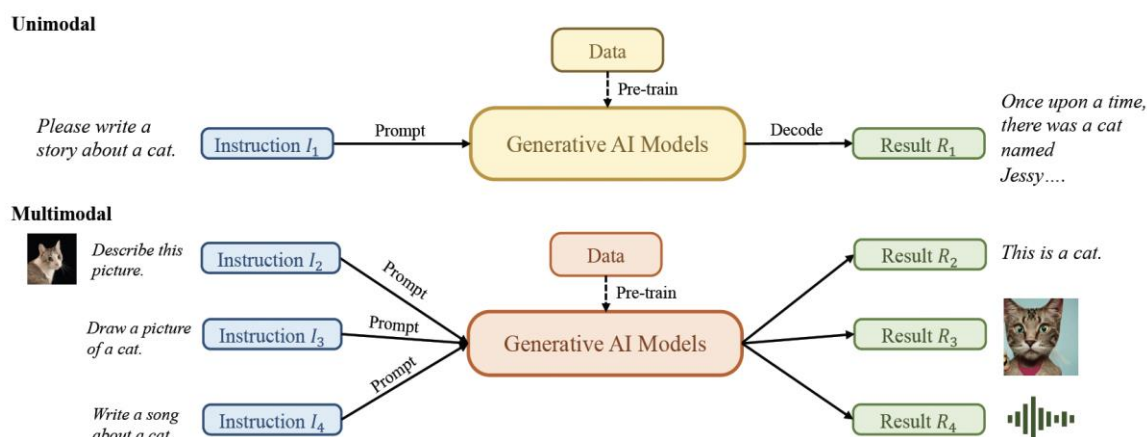 Unimodal
Data
Pre-train
Please write a
story about a cat.
Instruction I₁
Prompt
Generative AI Models
Decode
Result R₁
Once upon a time,
there was a cat
named
Jessy….
Multimodal
Describe this
picture.
Instruction I₂
Prompt
Data
Pre-train
Result R₂
This is a cat.
Draw a picture
of a cat.
Instruction I₃
Prompt
Generative AI Models
Result R₃
Write a song
about a cat
Instruction I₄
Prompt
Result R₄